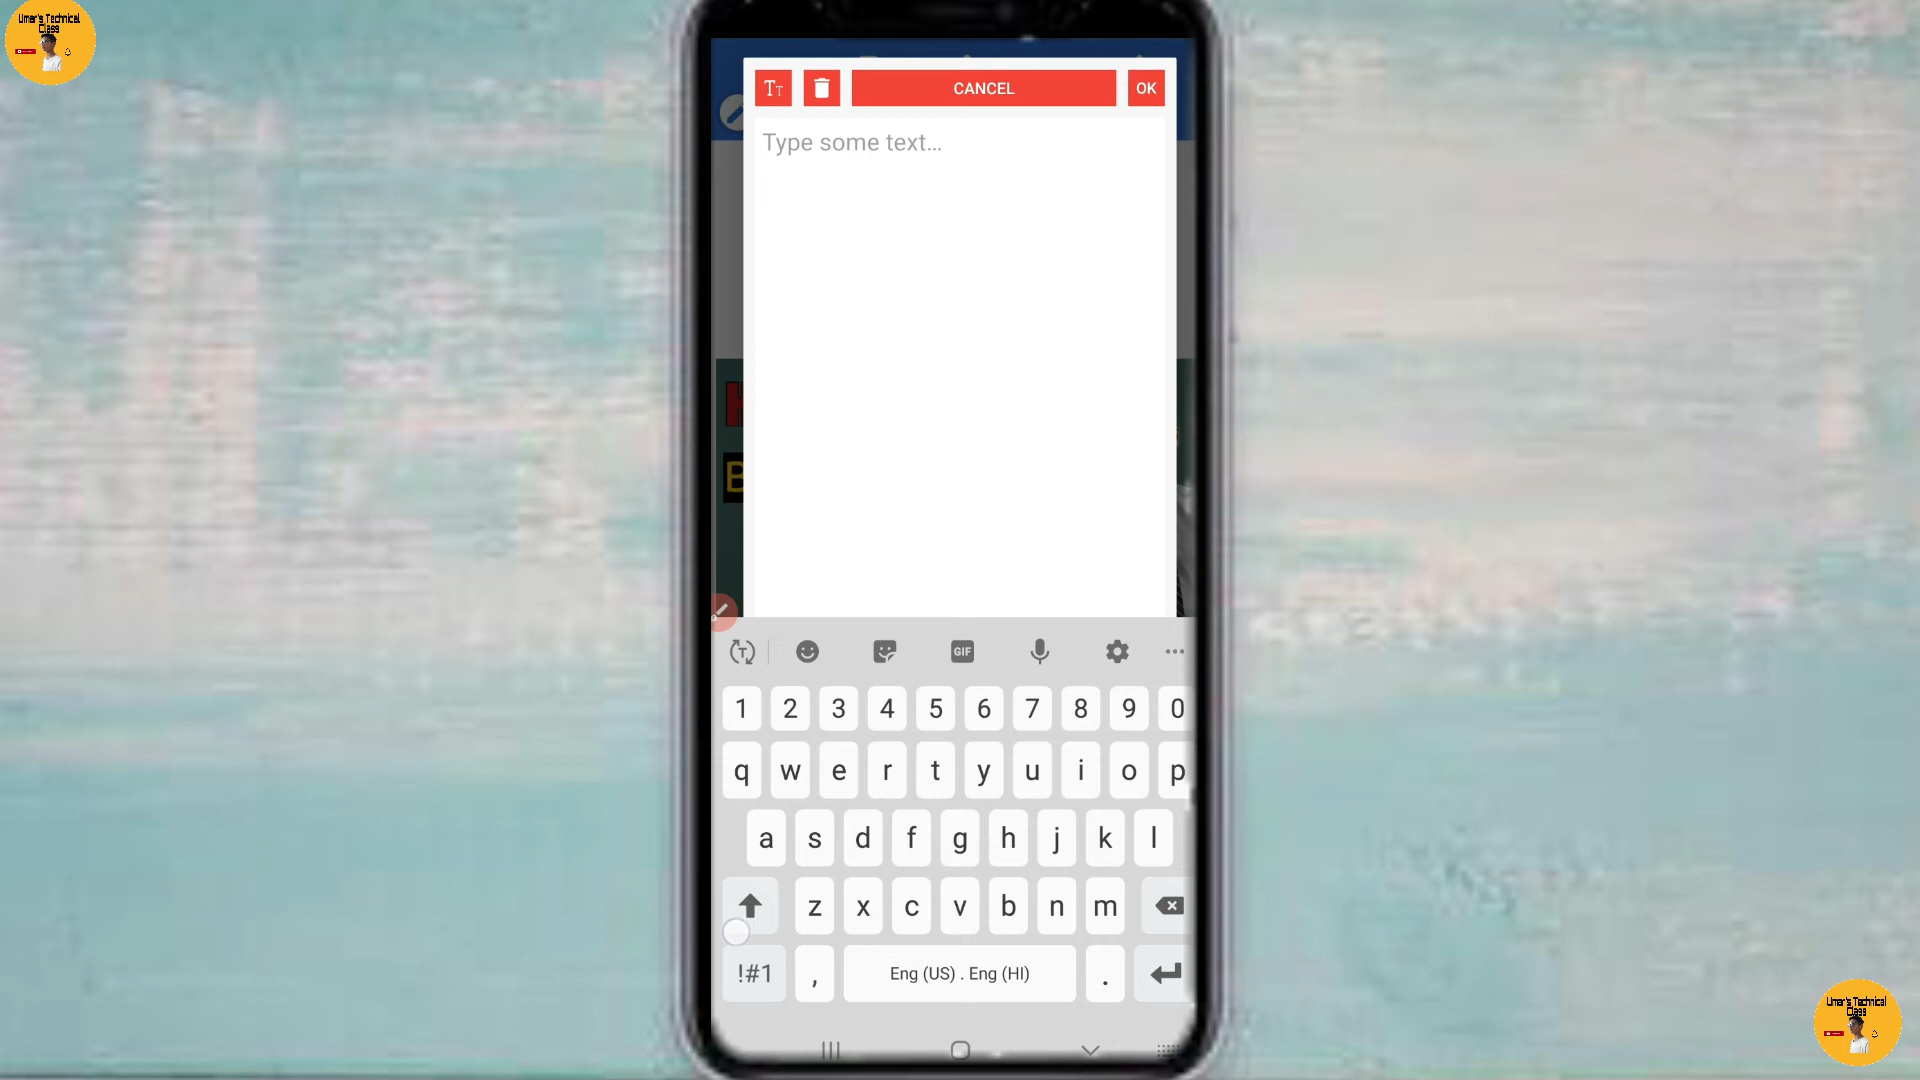 Umar's Technical
Class
Tт
CANCEL
OK
Type some text...
H
B
T
GIF
1 2 3 4 5 6 7 8 9 0
q w e r t y u i o p
a s d f g h j k l
z x c v b n m
!#1 , Eng (US) . Eng (HI) .
Umar's Technical
Class